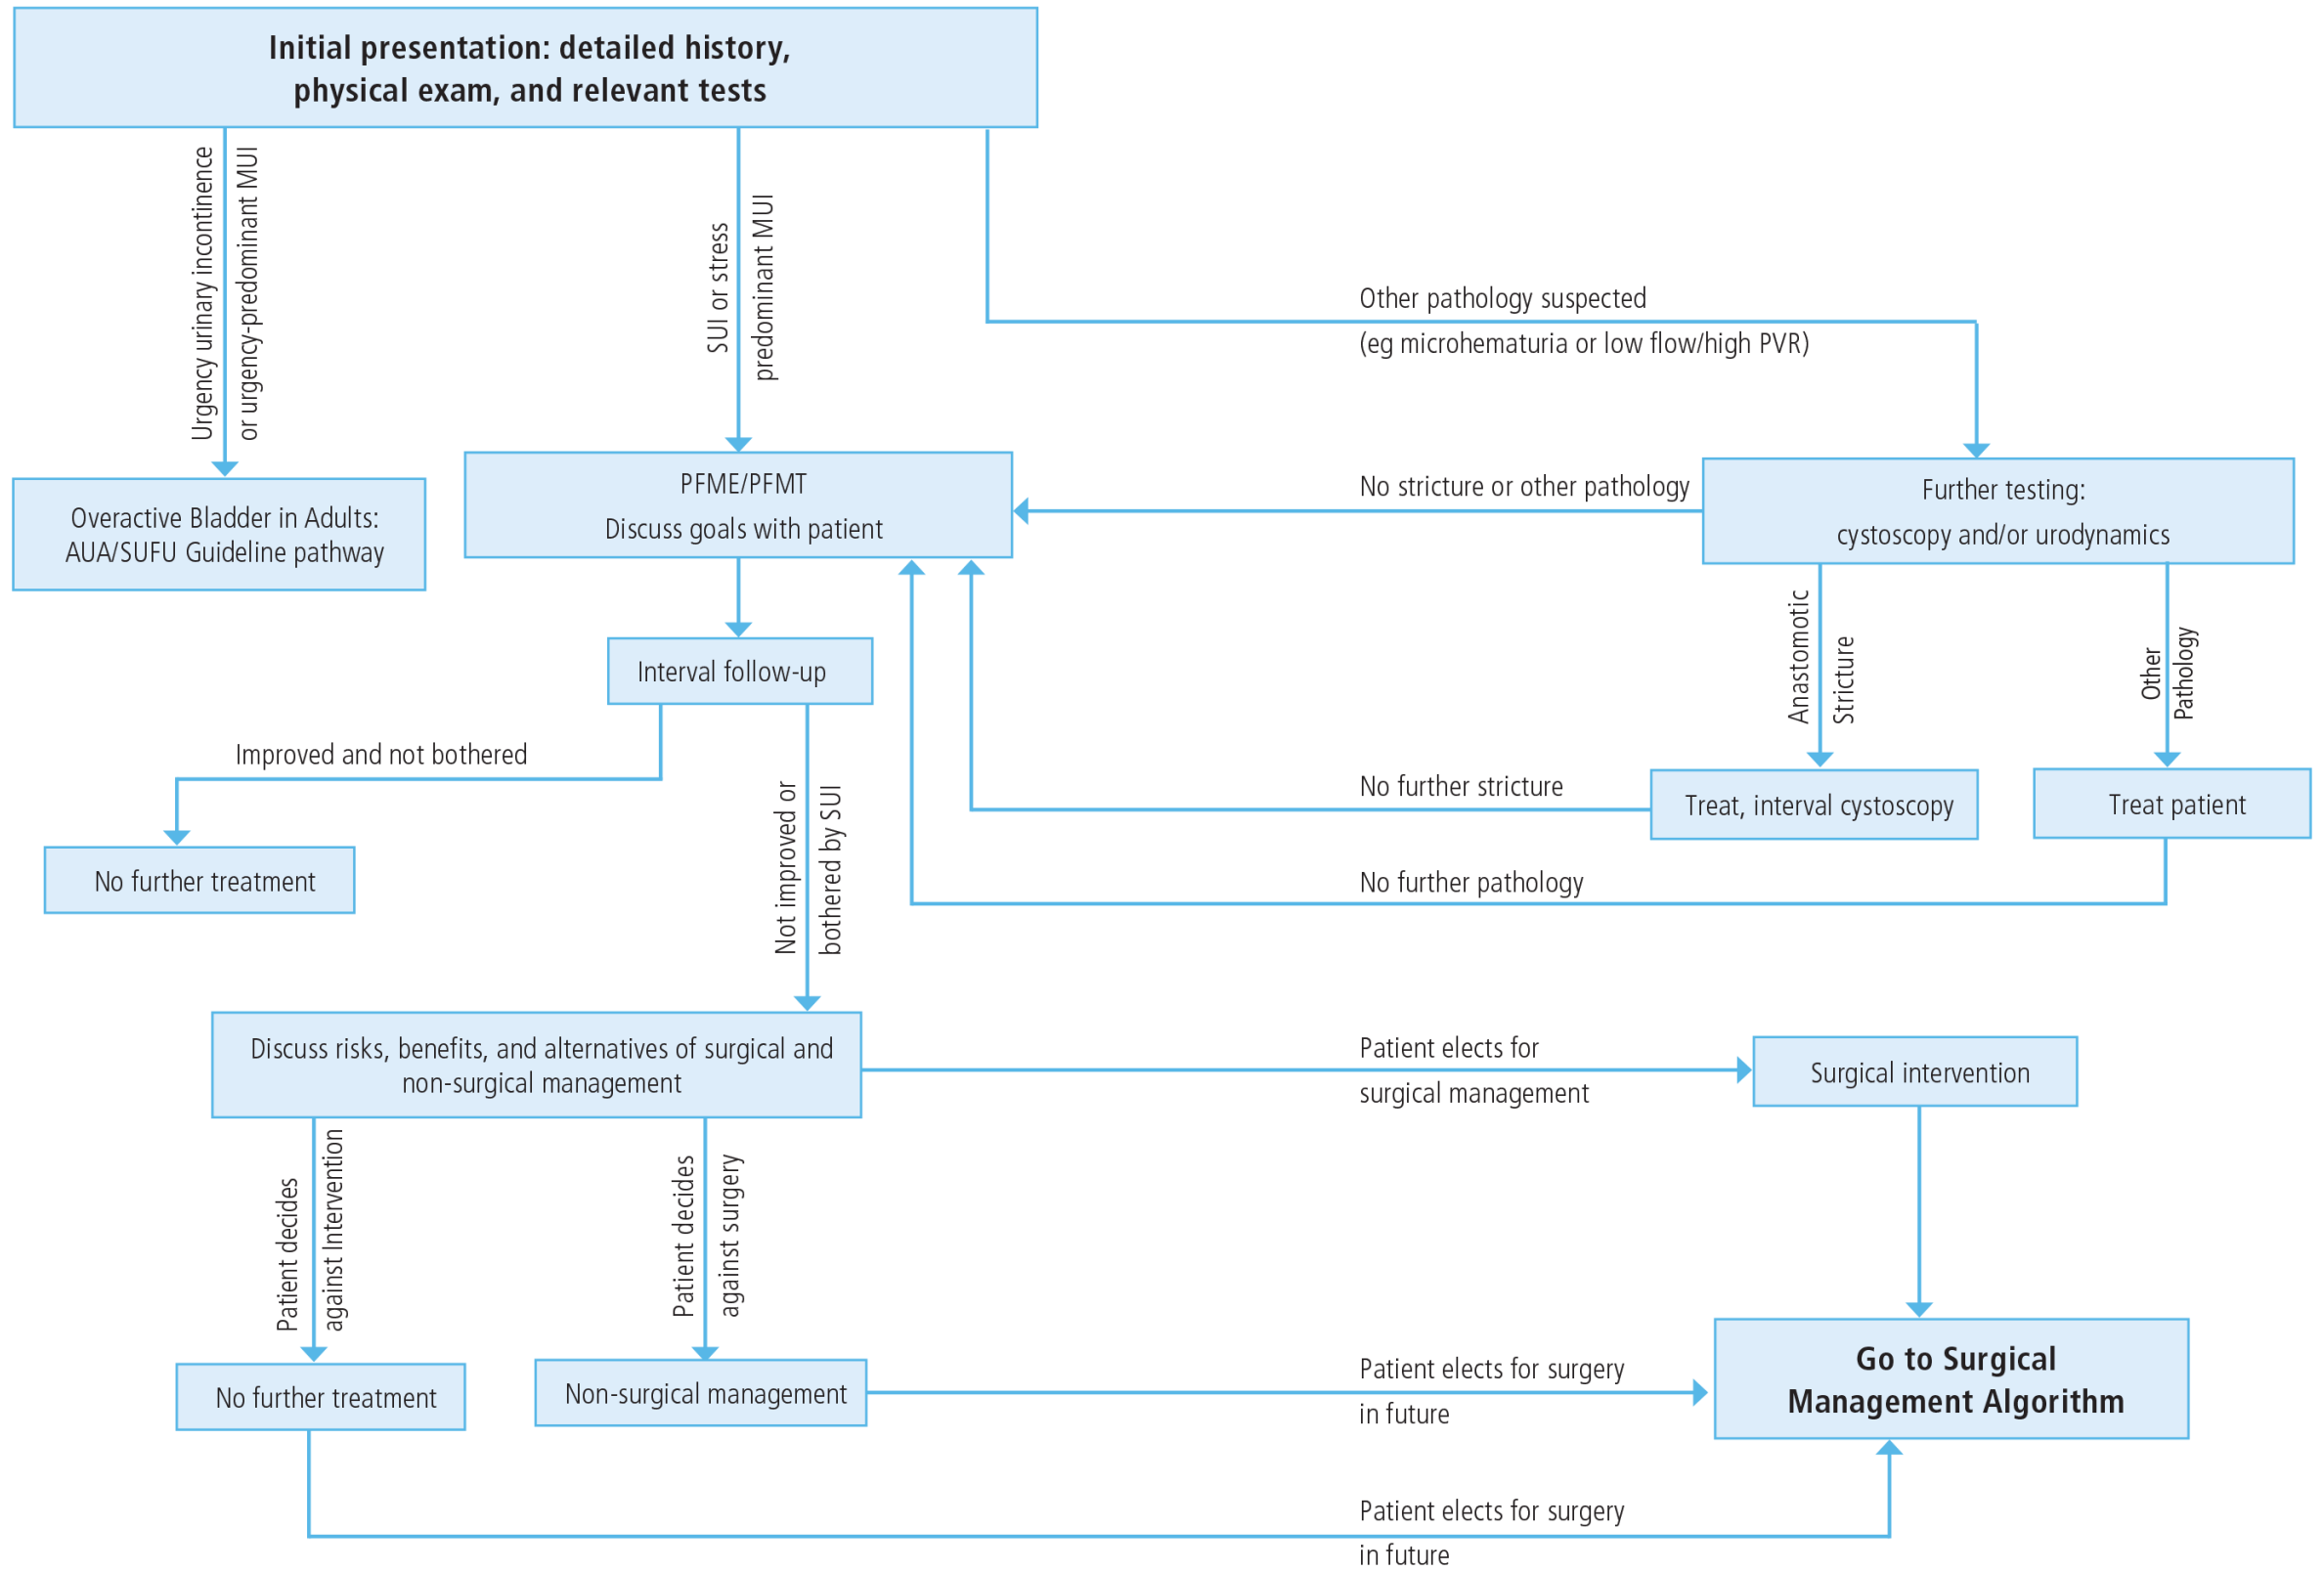 Initial presentation: detailed history,
physical exam, and relevant tests
Urgency urinary incontinence
or urgency-predominant MUI
SUI or stress
predominant MUI
Other pathology suspected
(eg microhematuria or low flow/high PVR)
Overactive Bladder in Adults:
AUA/SUFU Guideline pathway
PFME/PFMT
Discuss goals with patient
No stricture or other pathology
Further testing:
cystoscopy and/or urodynamics
Interval follow-up
Anastomotic
Stricture
Other
Pathology
Improved and not bothered
Not improved or
bothered by SUI
No further stricture
Treat, interval cystoscopy
Treat patient
No further treatment
No further pathology
Discuss risks, benefits, and alternatives of surgical and
non-surgical management
Patient elects for
surgical management
Surgical intervention
Patient decides
against Intervention
Patient decides
against surgery
No further treatment
Non-surgical management
Patient elects for surgery
in future
Go to Surgical
Management Algorithm
Patient elects for surgery
in future